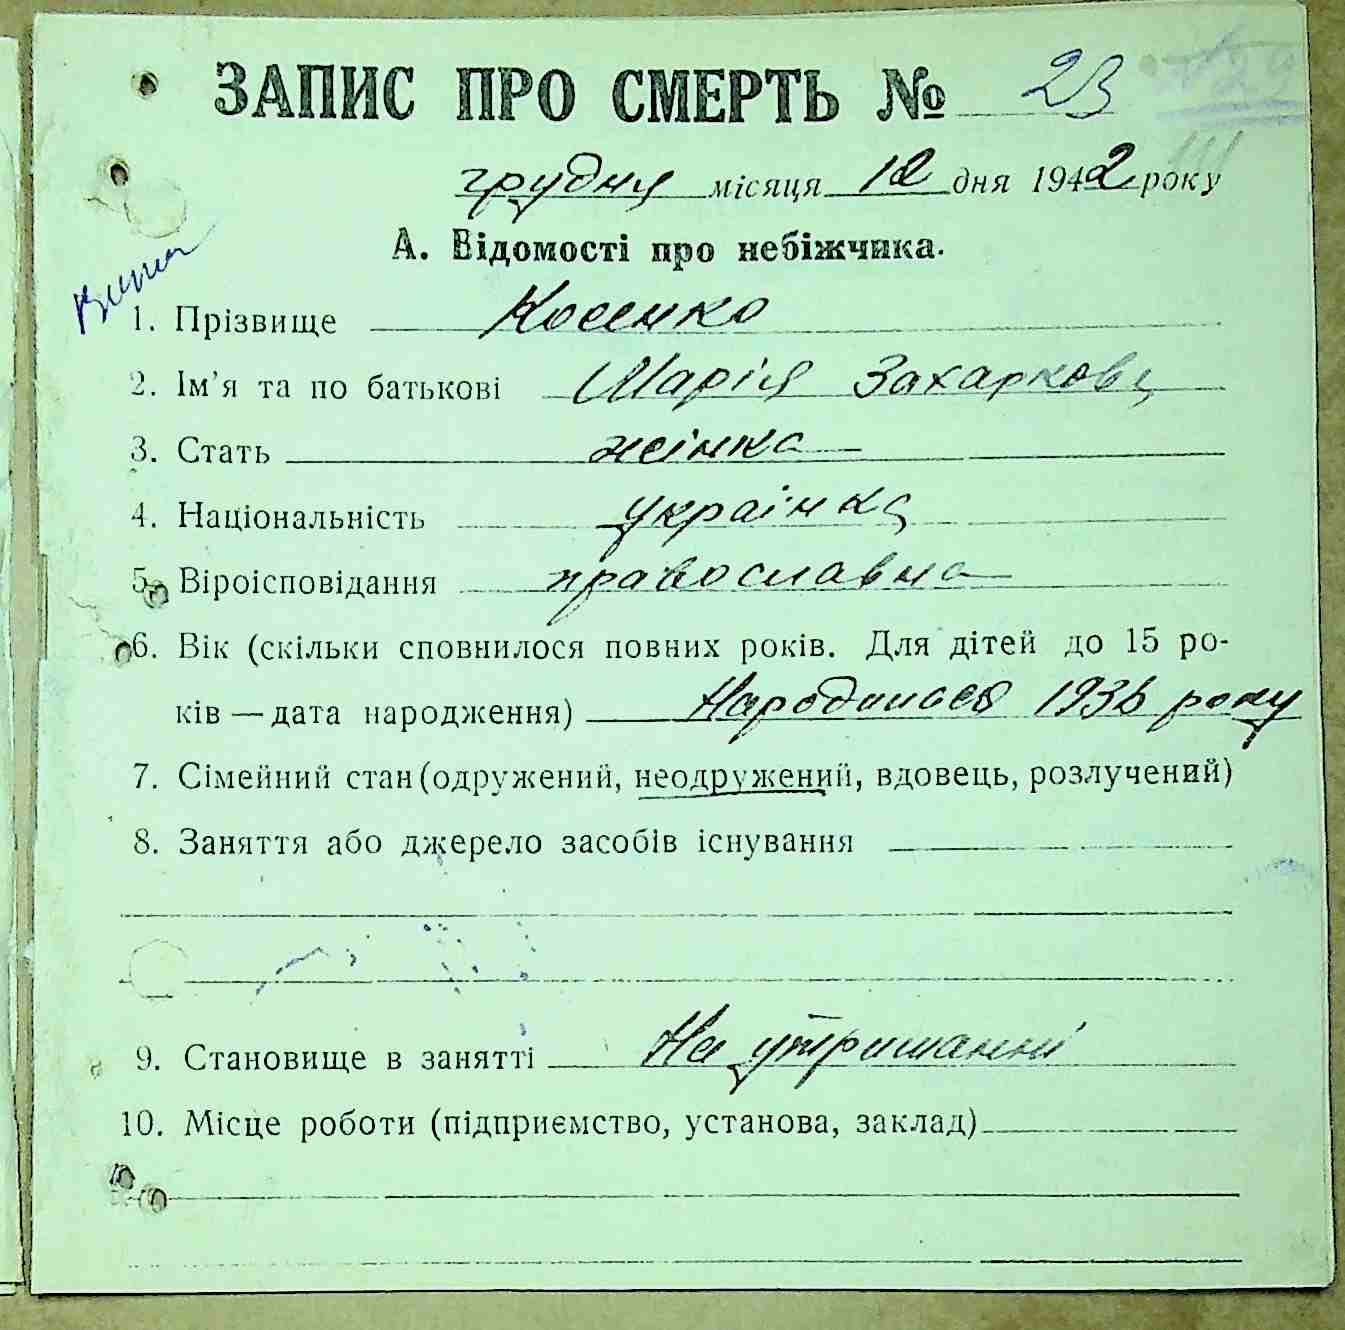 ЗАПИС ПРО СМЕРТЬ № 23
грудня місяця 12 дня 1942 року
А. Відомості про небіжчика.
1. Прізвище Косенко
2. Ім'я та по батькові Марія Захаркова
3. Стать жінка
4. Національність українка
5. Віроісповідання православна
6. Вік (скільки сповнилося повних років. Для дітей до 15 ро-
ків — дата народження) Народилася 1936 року
7. Сімейний стан (одружений, неодружений, вдовець, розлучений)
8. Заняття або джерело засобів існування
9. Становище в занятті На утриманні
10. Місце роботи (підприємство, установа, заклад)